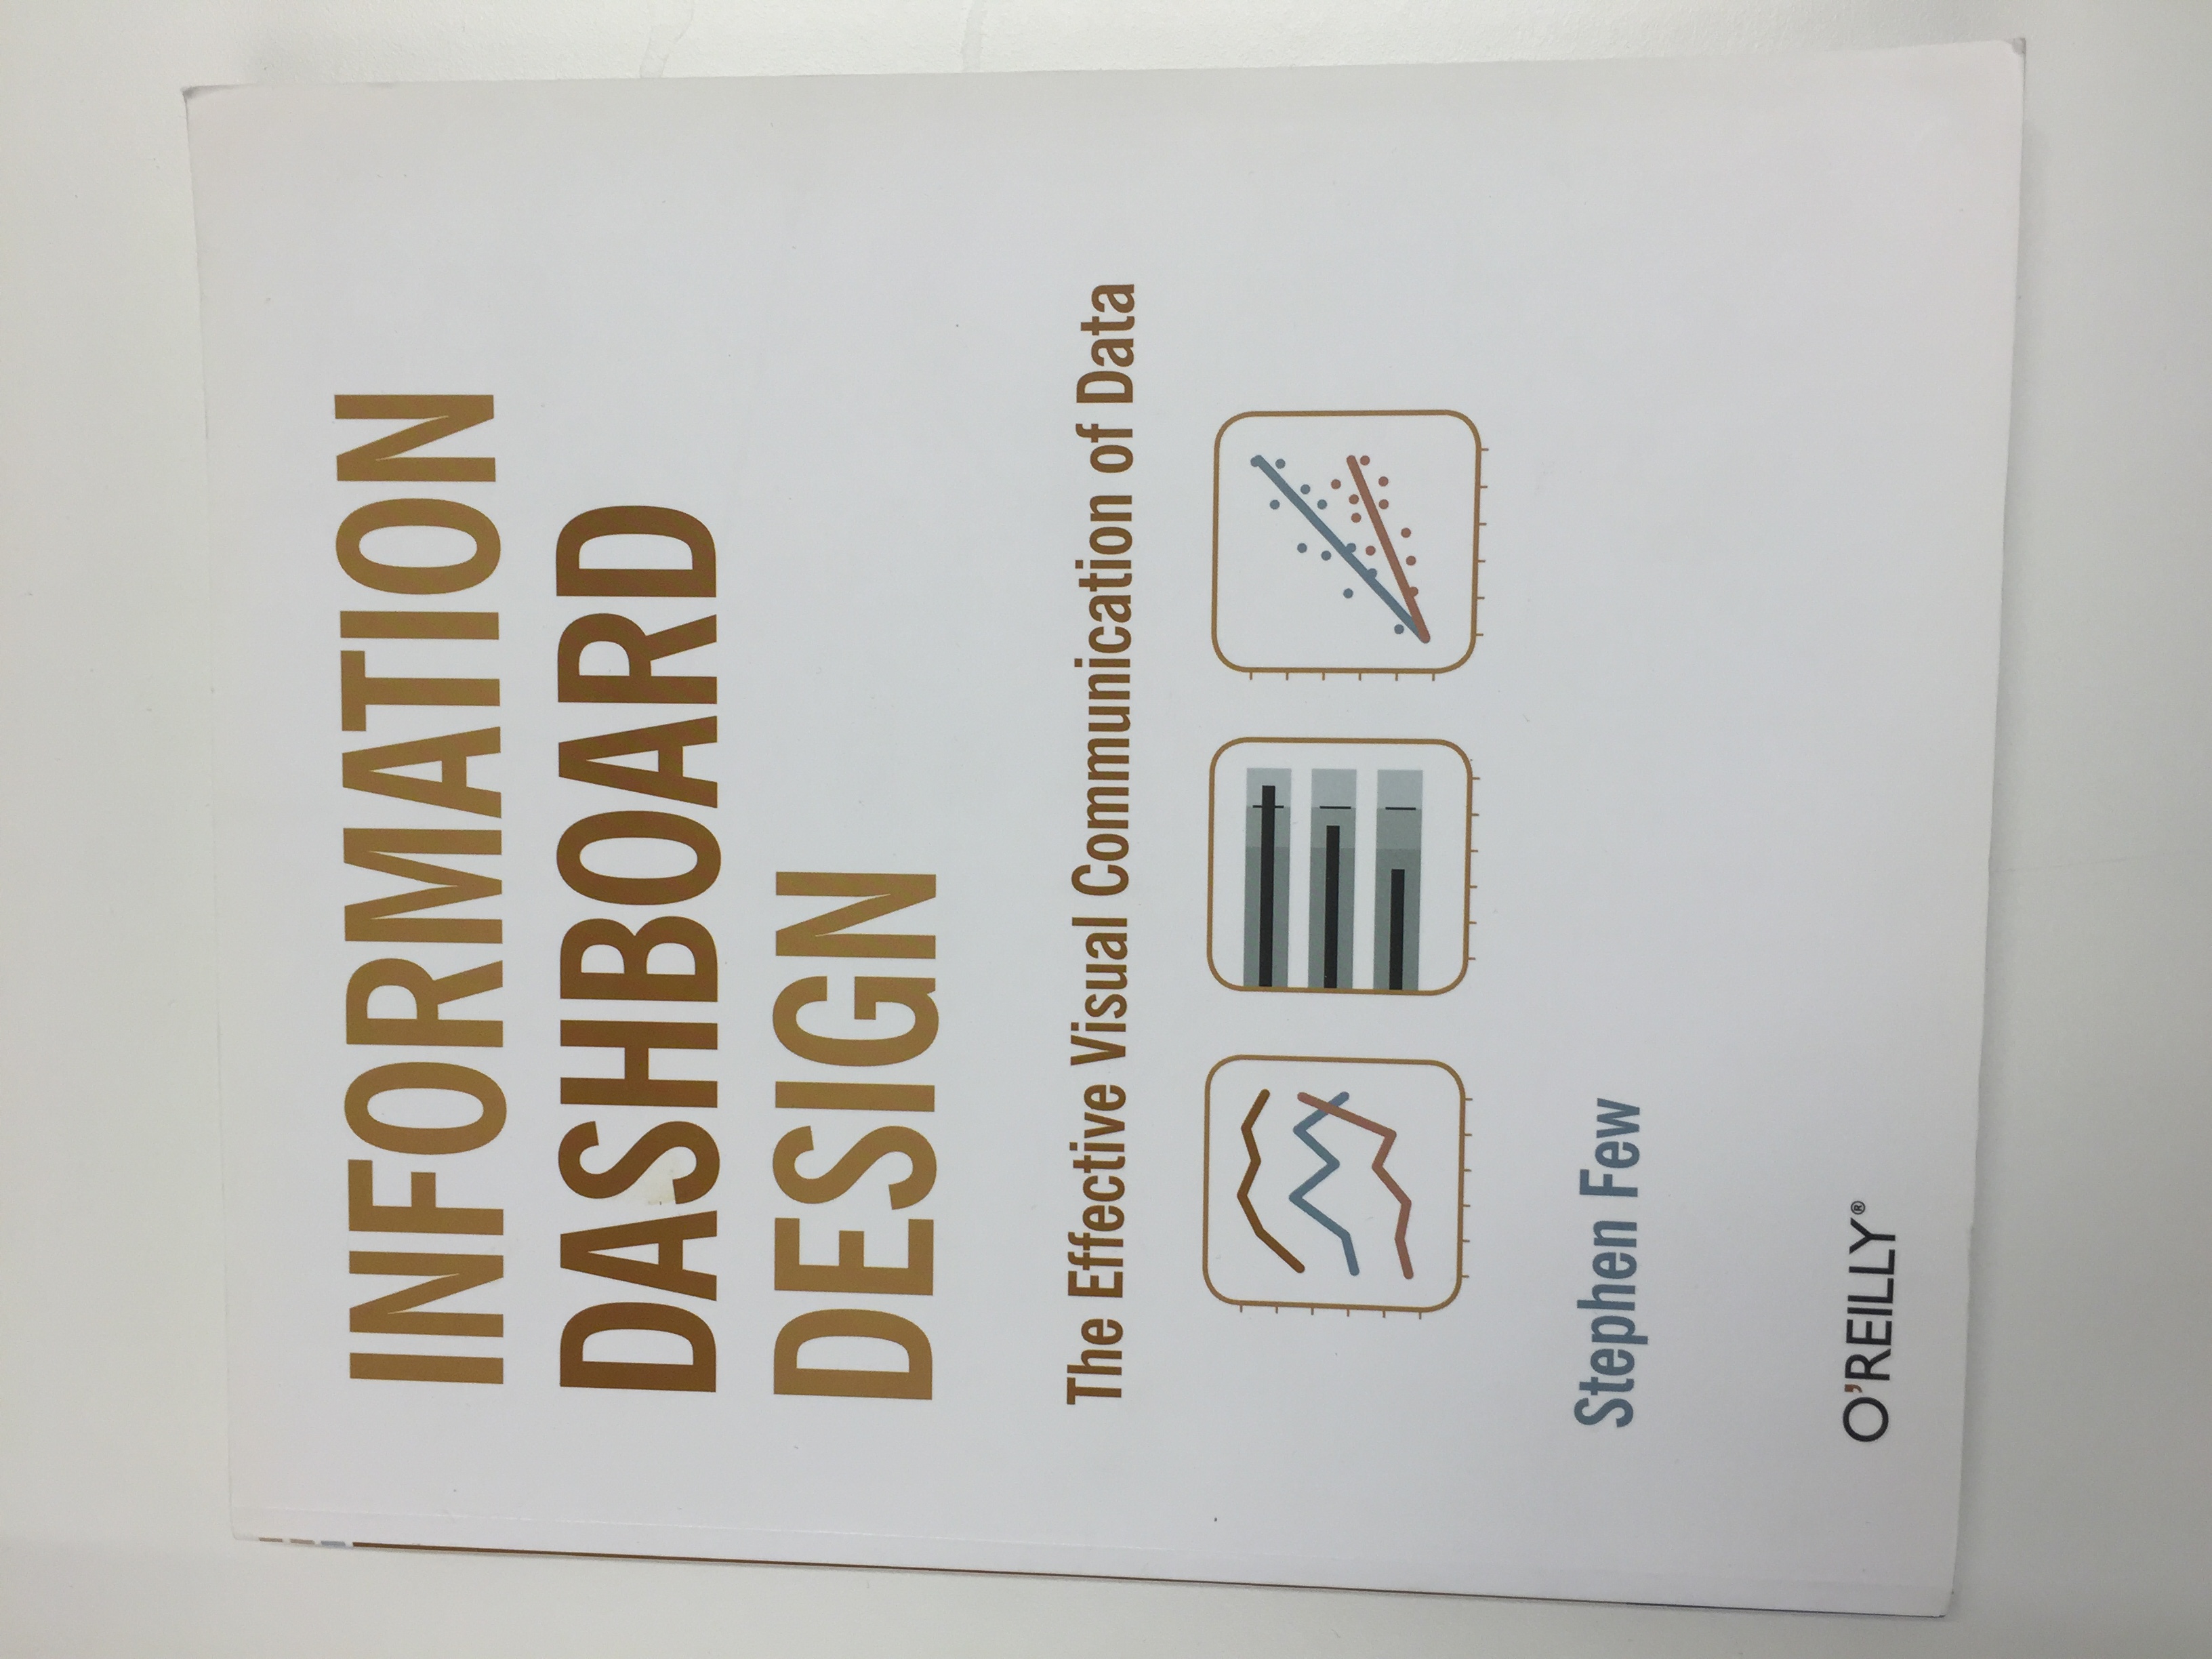 INFORMATION
DASHBOARD
DESIGN
The Effective Visual Communication of Data
Stephen Few
O'REILLY®